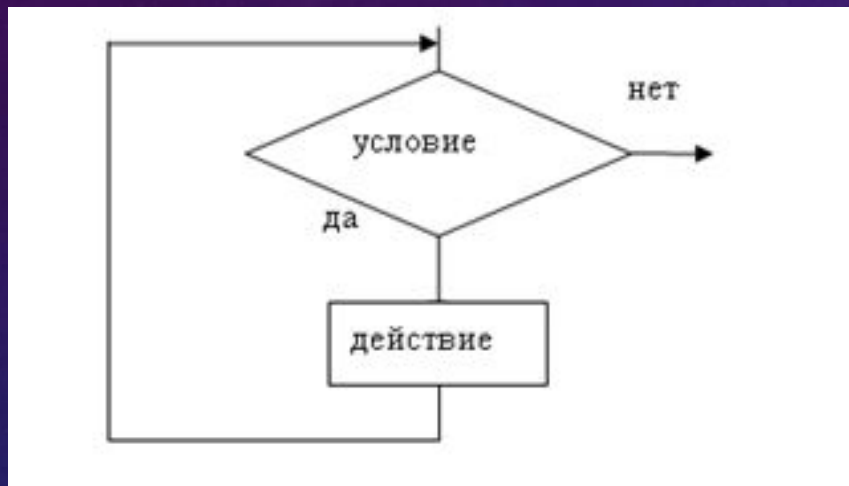 нет
условие
да
действие